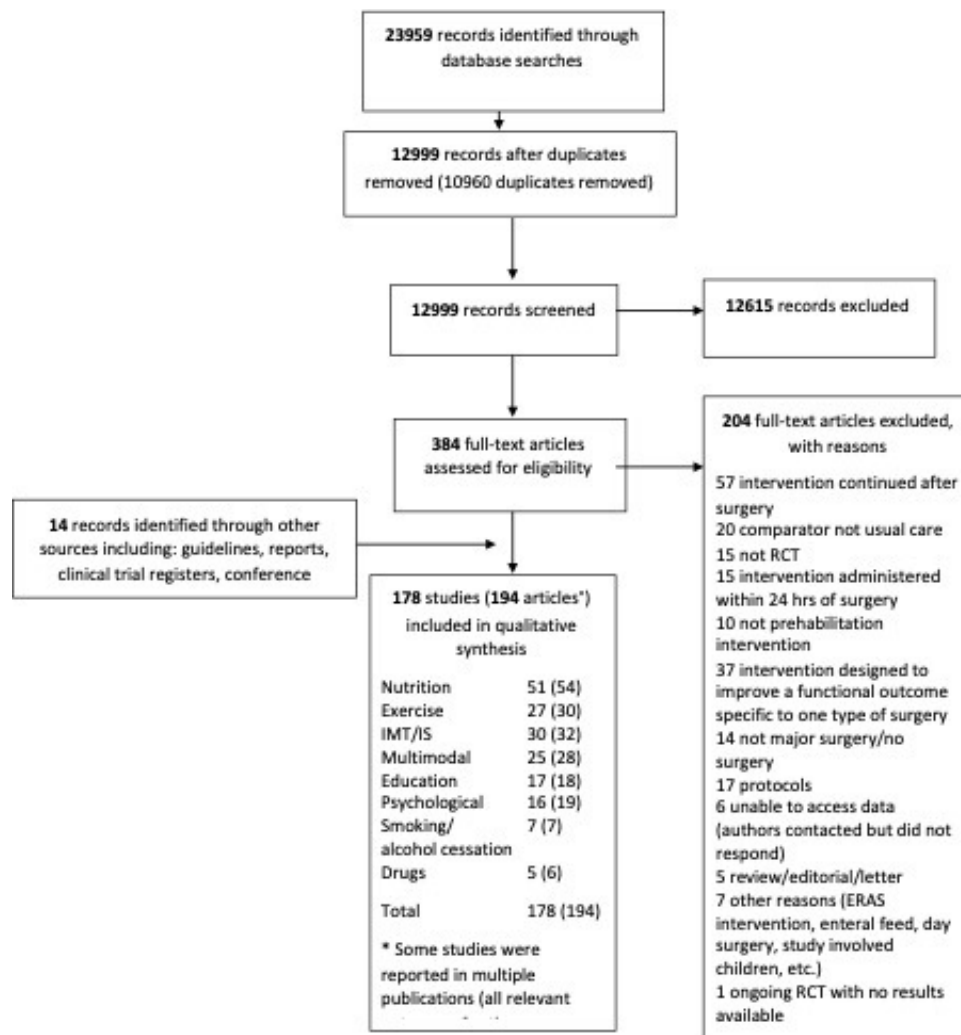 23959 records identified through
database searches
12999 records after duplicates
removed (10960 duplicates removed)
12999 records screened
12615 records excluded
384 full-text articles
assessed for eligibility
204 full-text articles excluded,
with reasons
57 intervention continued after
surgery
20 comparator not usual care
15 not RCT
15 intervention administered
within 24 hrs of surgery
10 not prehabilitation
intervention
37 intervention designed to
improve a functional outcome
specific to one type of surgery
14 not major surgery/no
surgery
17 protocols
6 unable to access data
(authors contacted but did not
respond)
5 review/editorial/letter
7 other reasons (ERAS
intervention, enteral feed, day
surgery, study involved
children, etc.)
1 ongoing RCT with no results
available
14 records identified through other
sources including: guidelines, reports,
clinical trial registers, conference
178 studies (194 articles*)
included in qualitative
synthesis
Nutrition 51 (54)
Exercise 27 (30)
IMT/IS 30 (32)
Multimodal 25 (28)
Education 17 (18)
Psychological 16 (19)
Smoking/ 7 (7)
alcohol cessation
Drugs 5 (6)
Total 178 (194)
* Some studies were
reported in multiple
publications (all relevant